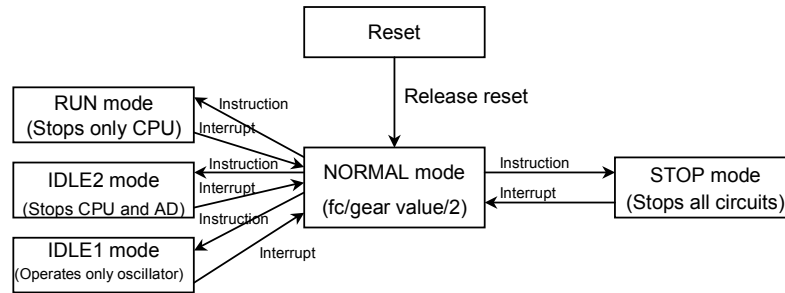 Reset
Release reset
RUN mode
(Stops only CPU)
Instruction
Interrupt
IDLE2 mode
(Stops CPU and AD)
Instruction
Interrupt
IDLE1 mode
(Operates only oscillator)
Instruction
Interrupt
NORMAL mode
(fc/gear value/2)
Instruction
Interrupt
STOP mode
(Stops all circuits)